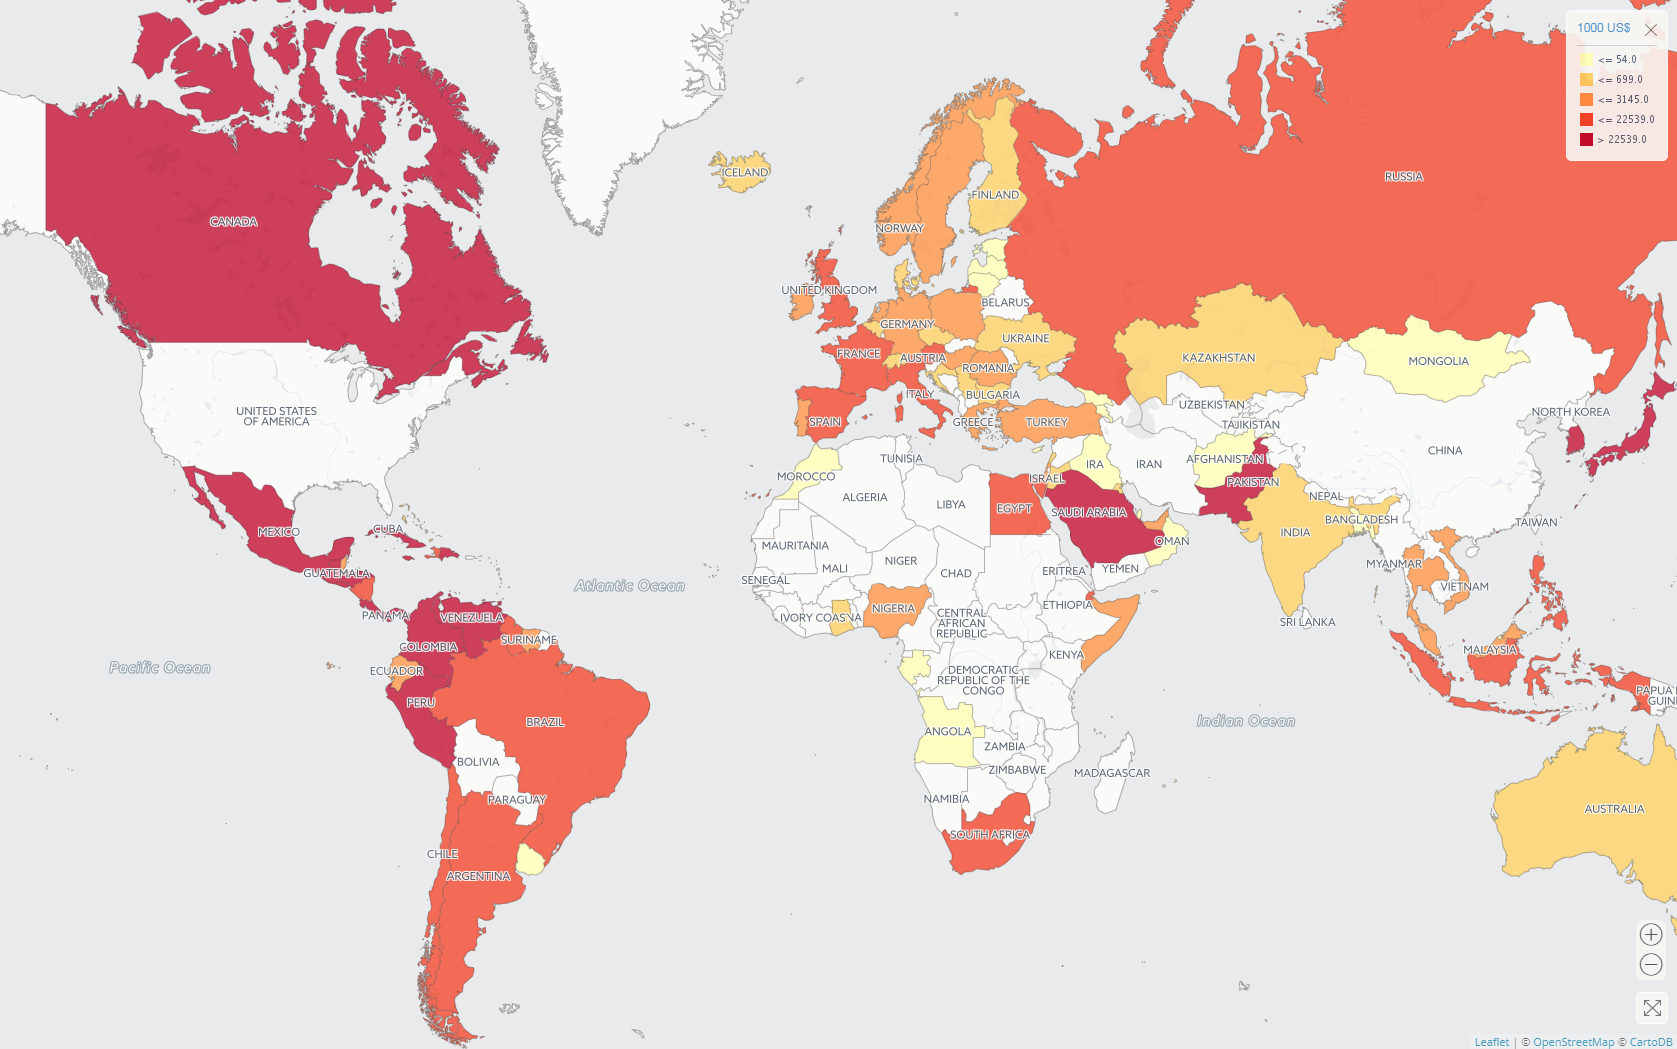 1000 US$
<= 54.0
<= 699.0
<= 3145.0
<= 22539.0
> 22539.0
RUSSIA
ICELAND
FINLAND
CANADA
NORWAY
UNITED KINGDOM
BELARUS
GERMANY
UKRAINE
FRANCE
AUSTRIA
KAZAKHSTAN
MONGOLIA
ROMANIA
ITALY
BULGARIA
UZBEKISTAN
UNITED STATES
OF AMERICA
NORTH KOREA
SPAIN
GREECE
TURKEY
TAJIKISTAN
CHINA
TUNISIA
AFGHANISTAN
IRA
IRAN
MOROCCO
ISRAEL
PAKISTAN
ALGERIA
LIBYA
EGYPT
SAUDI ARABIA
NEPAL
BANGLADESH
TAIWAN
MEXICO
CUBA
INDIA
OMAN
MAURITANIA
NIGER
MYANMAR
GUATEMALA
MALI
CHAD
ERITREA
YEMEN
SENEGAL
Atlantic Ocean
VIETNAM
NIGERIA
ETHIOPIA
PANAMA
VENEZUELA
IVORY COAS
NA
CENTRAL
AFRICAN
REPUBLIC
SRI LANKA
SURINAME
COLOMBIA
KENYA
MALAYSIA
Pacific Ocean
ECUADOR
DEMOCRATIC
REPUBLIC OF THE
CONGO
PAPUA
GUIN
PERU
BRAZIL
Indian Ocean
ANGOLA
ZAMBIA
BOLIVIA
ZIMBABWE
MADAGASCAR
PARAGUAY
NAMIBIA
AUSTRALIA
SOUTH AFRICA
CHILE
ARGENTINA
Leaflet | © OpenStreetMap © CartoDB